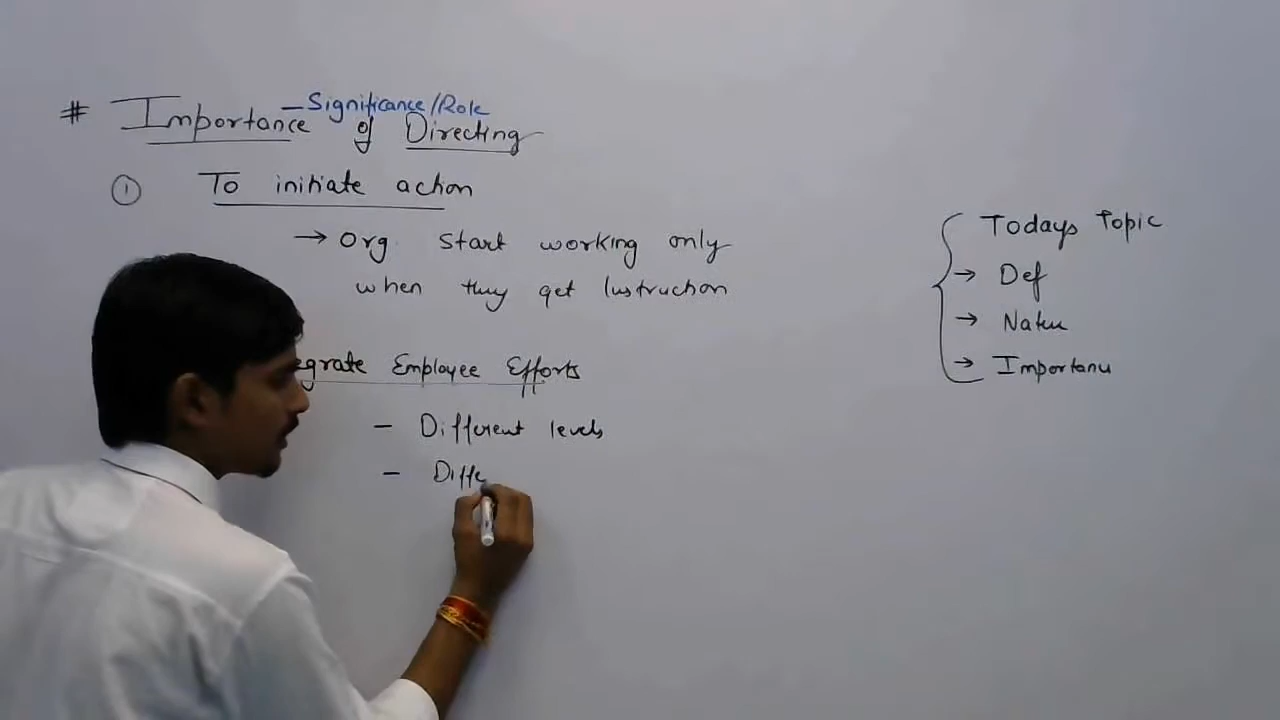 # Importance of Directing
– Significance/Role
① To initiate action
→ Org. start working only
when they get Instruction
egrate Employee Efforts
– Different levels
– Diffe
Todays Topic
→ Def
→ Natu
→ Importanu